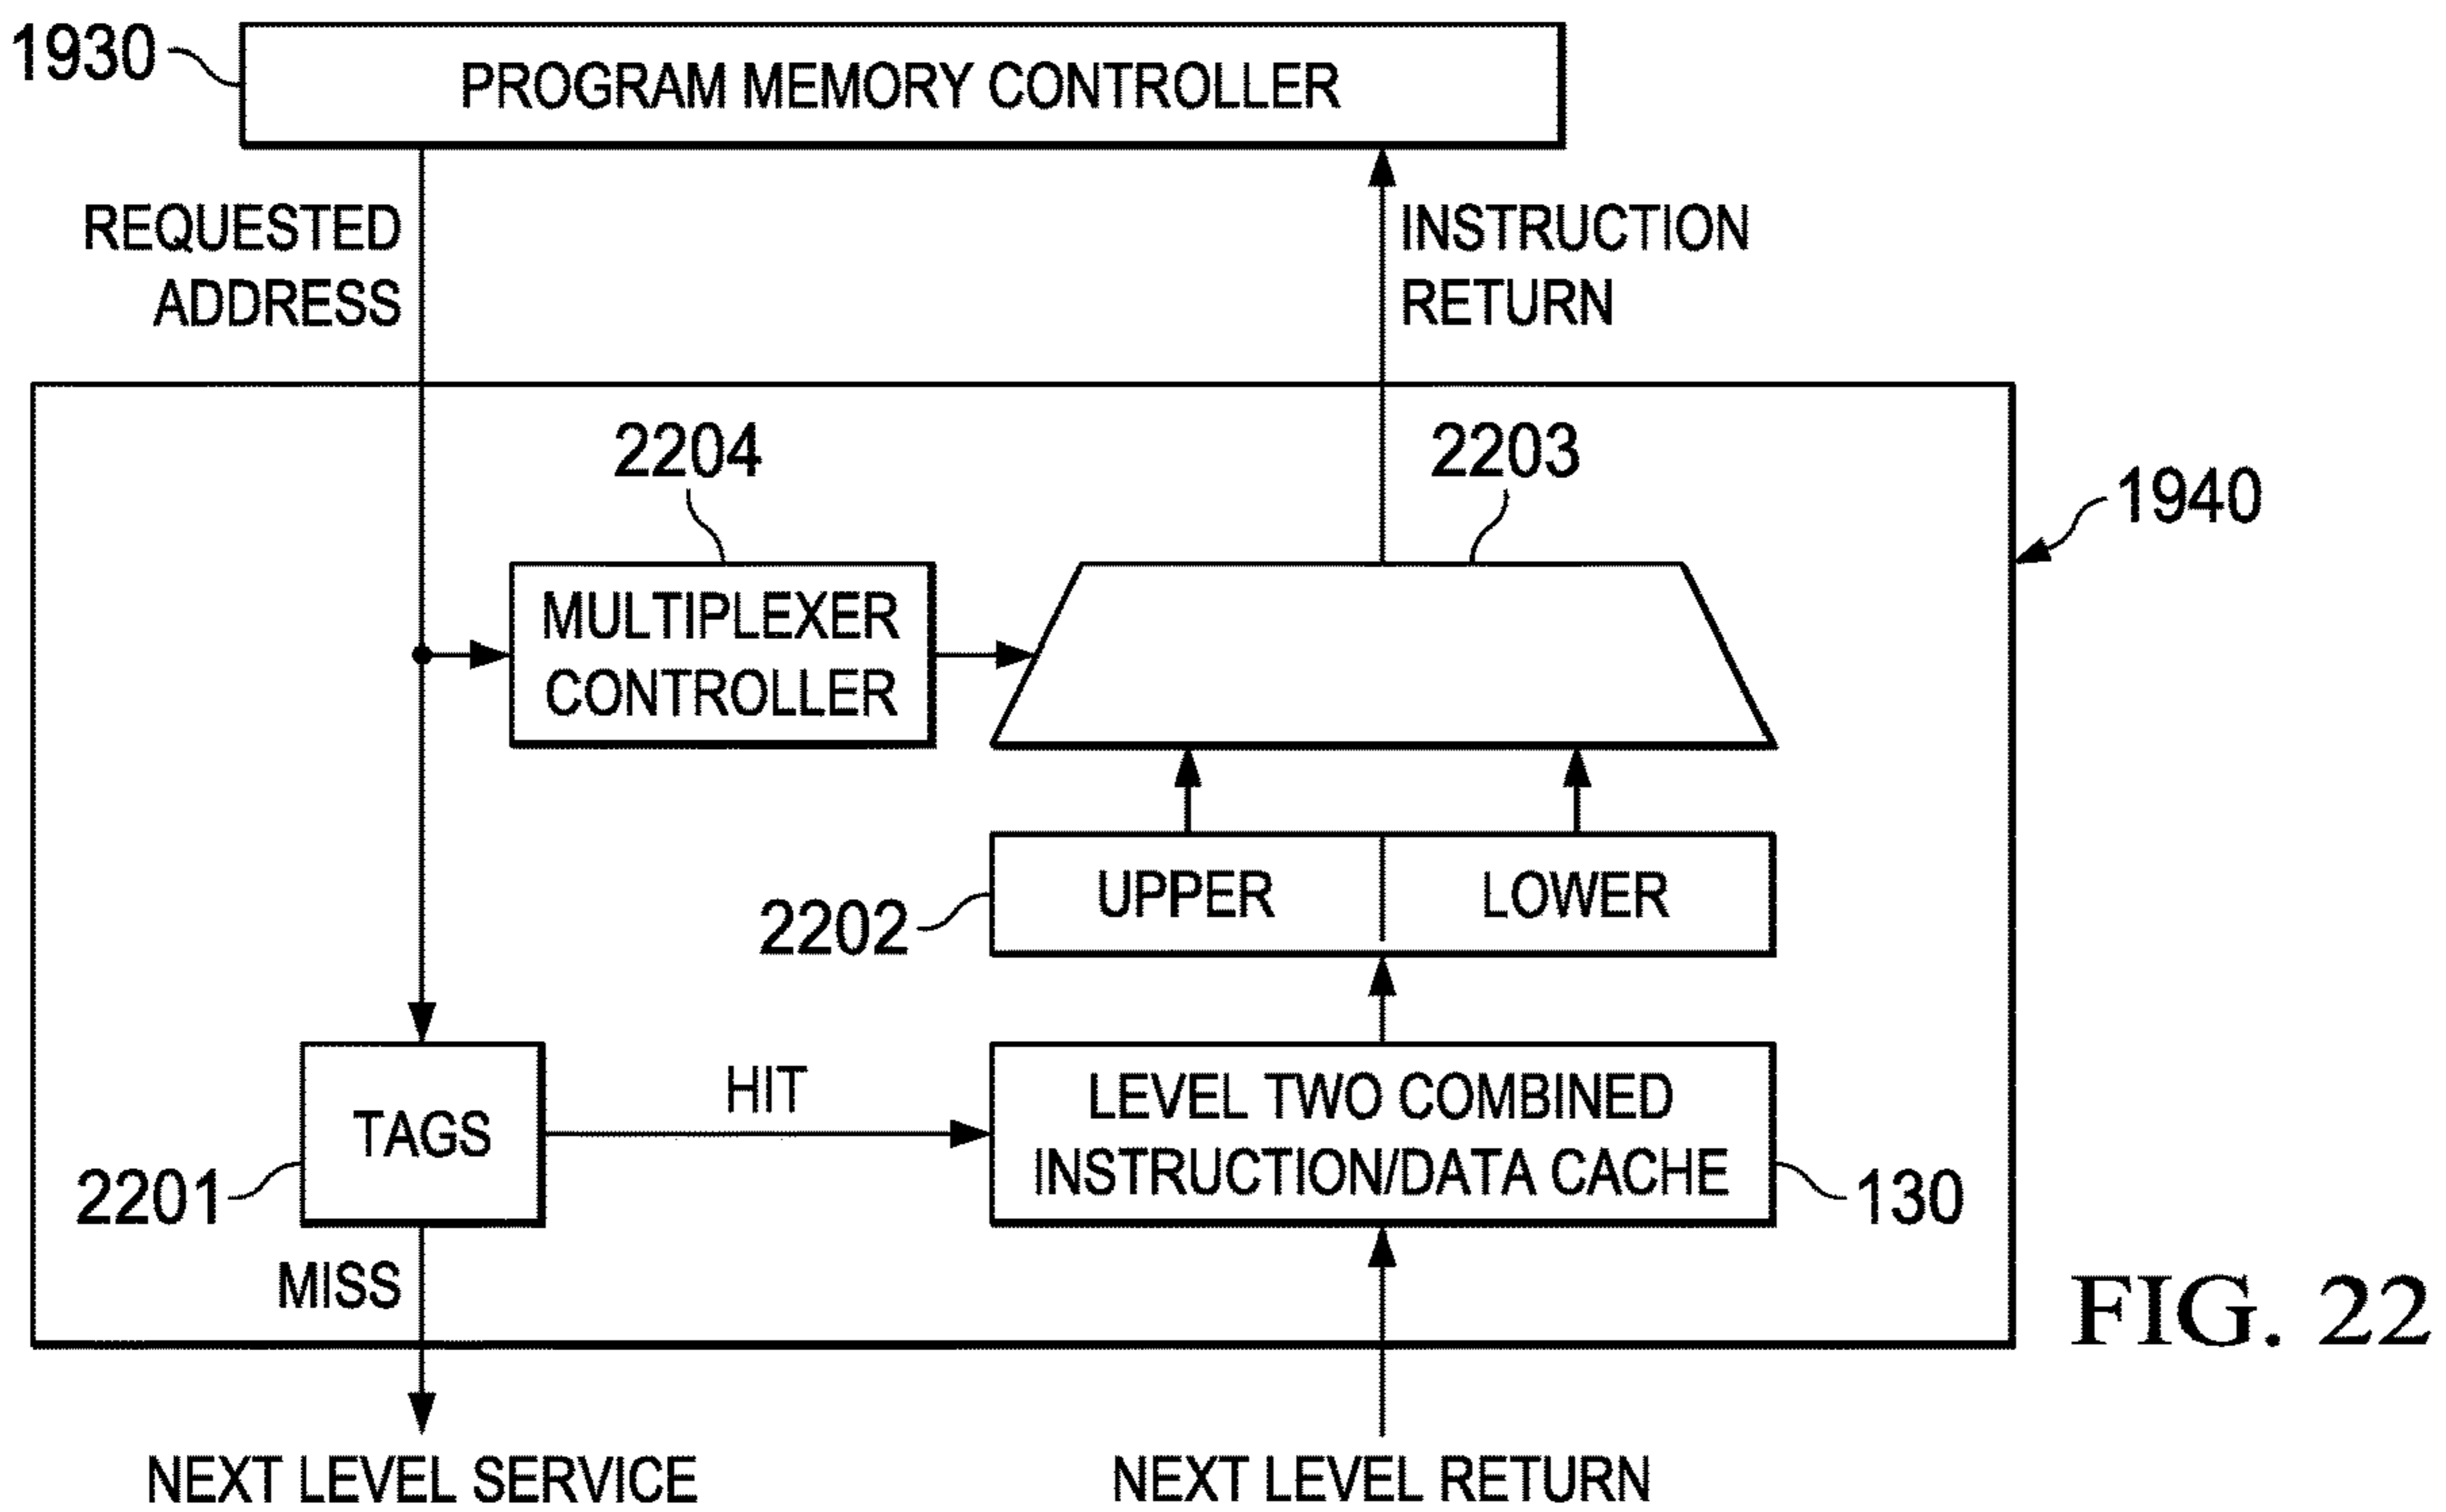 1930
PROGRAM MEMORY CONTROLLER
REQUESTED
ADDRESS
INSTRUCTION
RETURN
2204
2203
1940
MULTIPLEXER
CONTROLLER
2202
UPPER
LOWER
TAGS
HIT
LEVEL TWO COMBINED
INSTRUCTION/DATA CACHE
2201
130
MISS
FIG. 22
NEXT LEVEL SERVICE
NEXT LEVEL RETURN